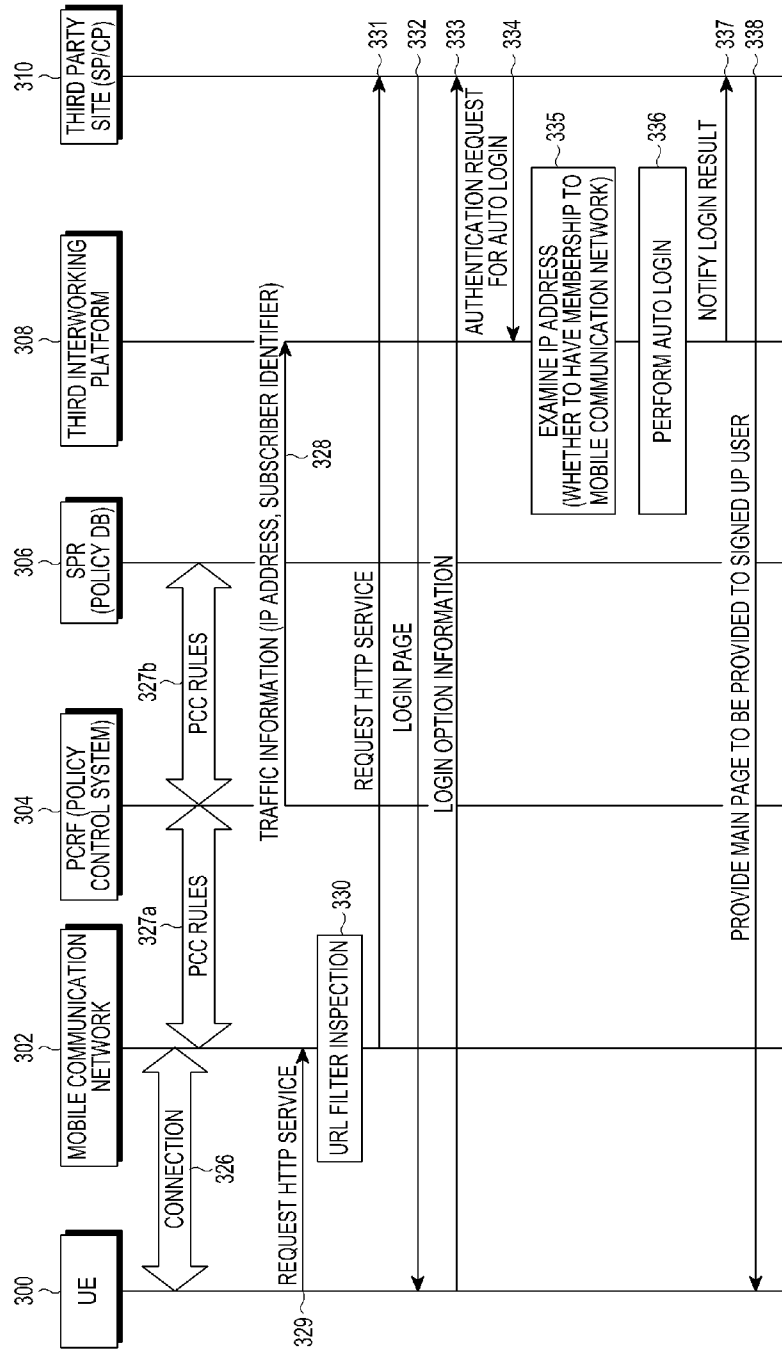 300
UE
302
MOBILE COMMUNICATION
NETWORK
304
PCRF (POLICY
CONTROL SYSTEM)
306
SPR
(POLICY DB)
308
THIRD INTERWORKING
PLATFORM
310
THIRD PARTY
SITE (SP/CP)
CONNECTION
326
327a
PCC RULES
327b
PCC RULES
TRAFFIC INFORMATION (IP ADDRESS, SUBSCRIBER IDENTIFIER)
328
REQUEST HTTP SERVICE
329
URL FILTER INSPECTION
330
REQUEST HTTP SERVICE
331
LOGIN PAGE
332
LOGIN OPTION INFORMATION
333
AUTHENTICATION REQUEST
FOR AUTO LOGIN
334
EXAMINE IP ADDRESS
(WHETHER TO HAVE MEMBERSHIP TO
MOBILE COMMUNICATION NETWORK)
335
PERFORM AUTO LOGIN
336
NOTIFY LOGIN RESULT
337
PROVIDE MAIN PAGE TO BE PROVIDED TO SIGNED UP USER
338